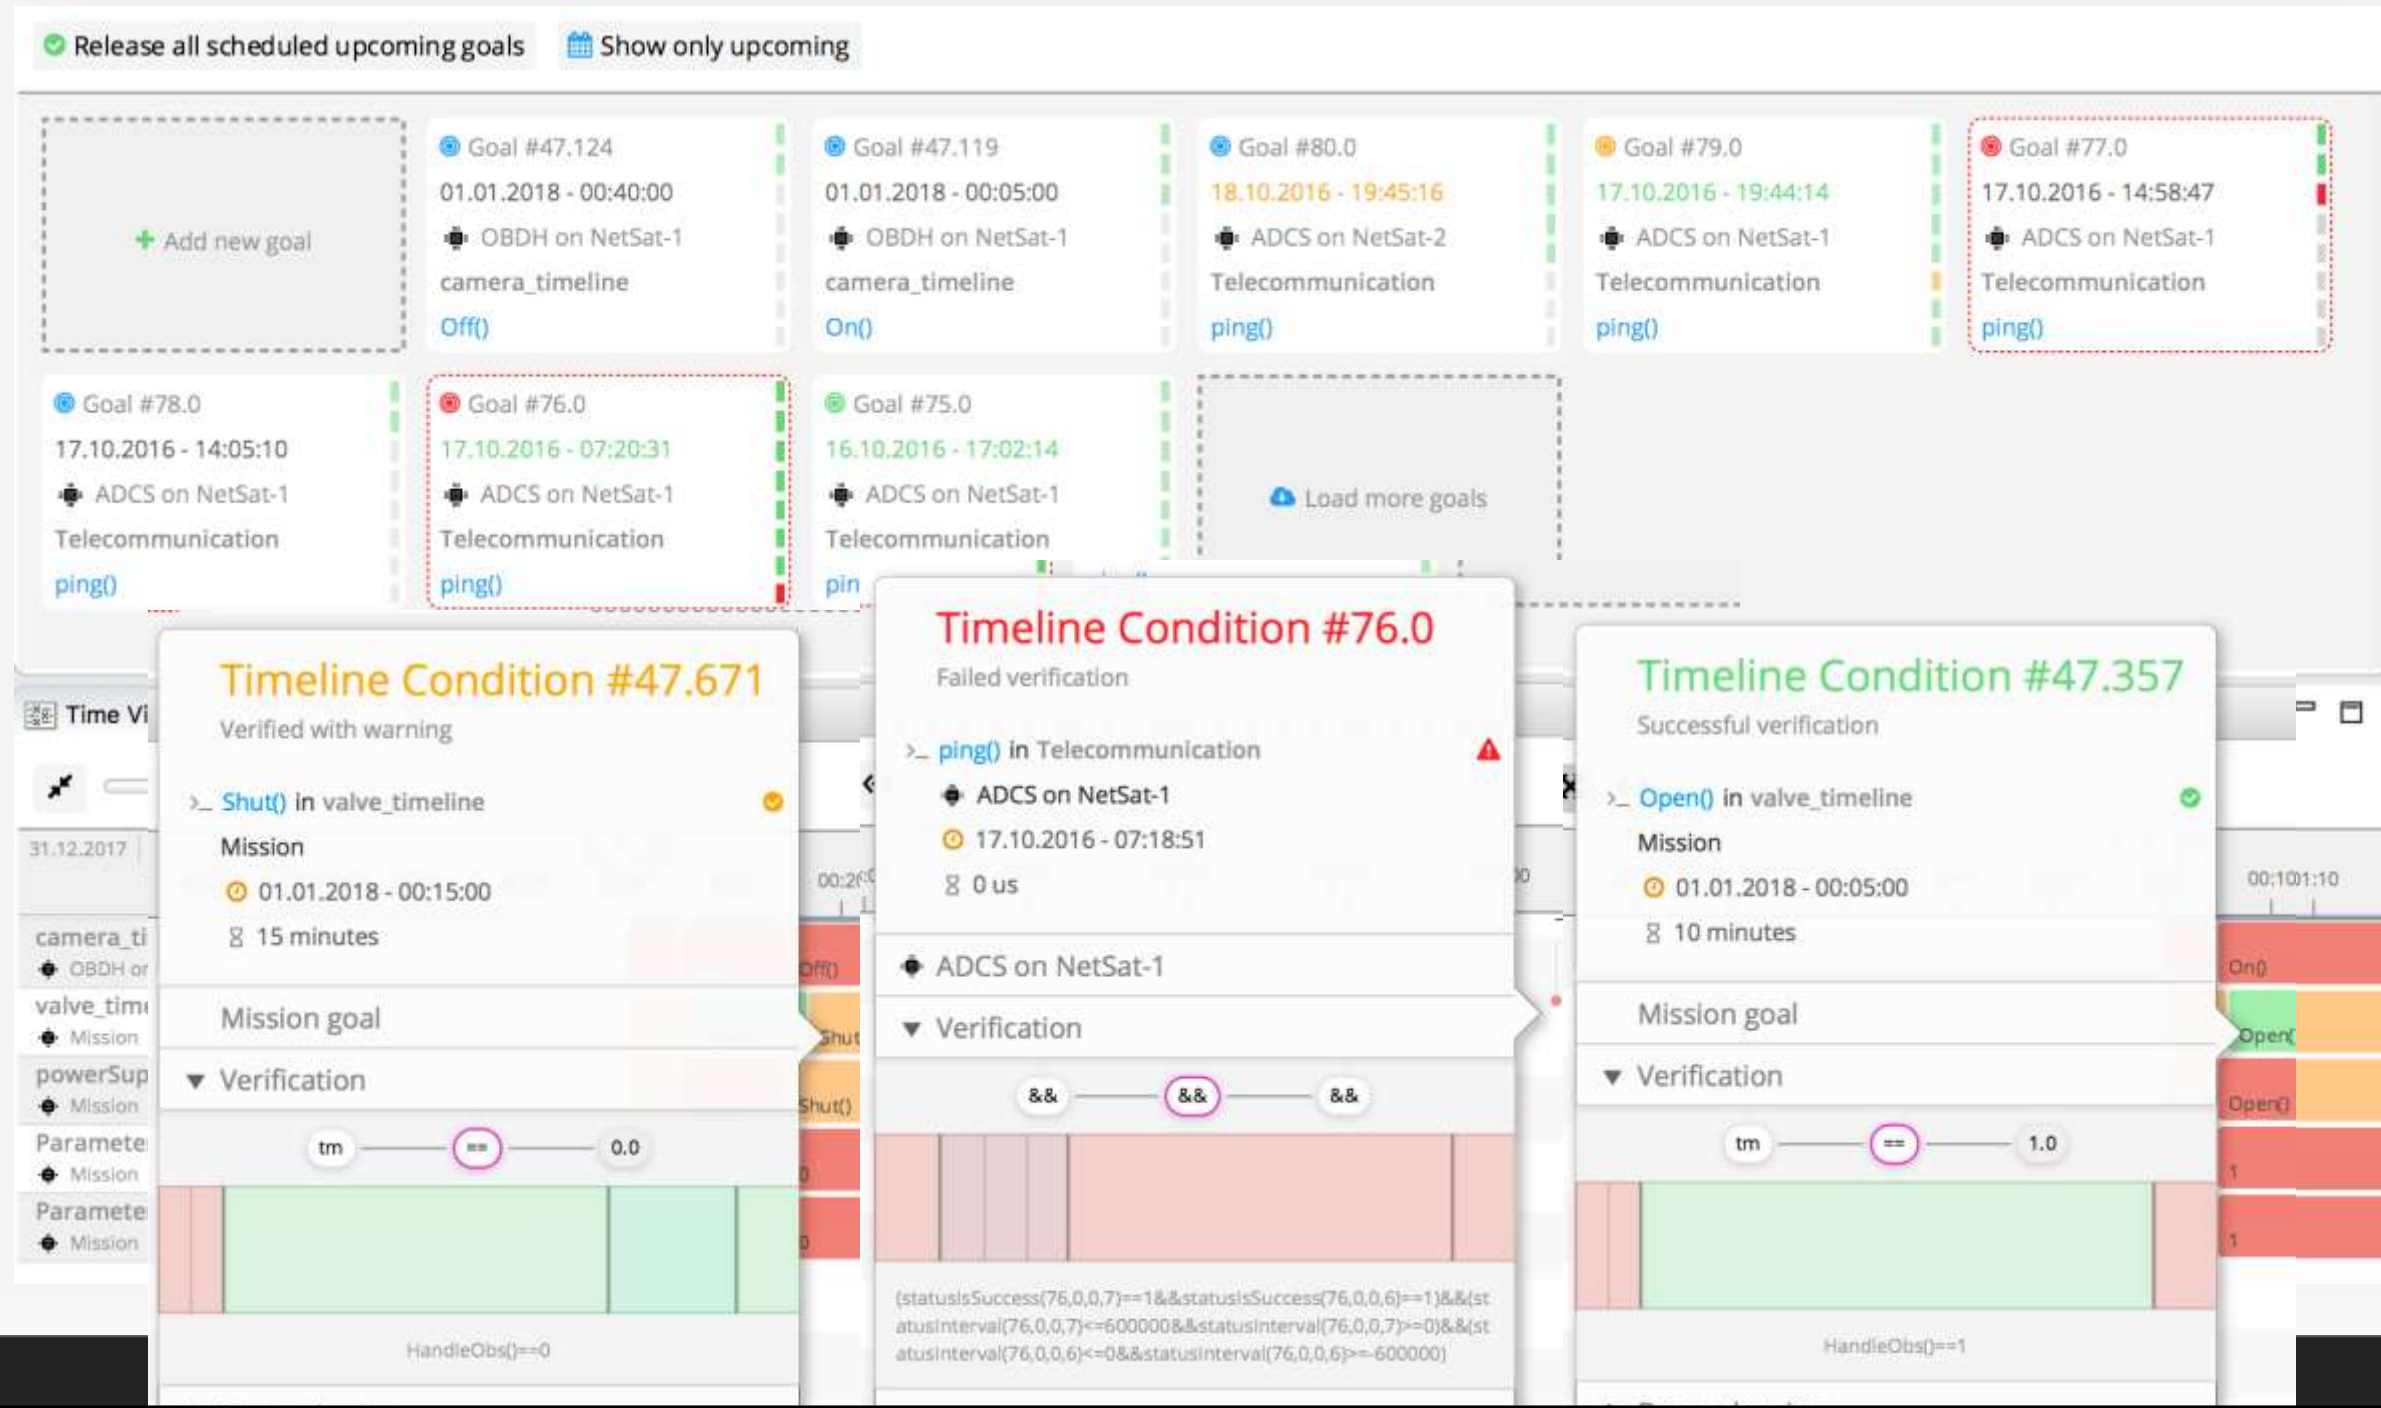 Release all scheduled upcoming goals
Show only upcoming
Add new goal
Goal #47.124
01.01.2018 - 00:40:00
OBDH on NetSat-1
camera_timeline
Off()
Goal #47.119
01.01.2018 - 00:05:00
OBDH on NetSat-1
camera_timeline
On()
Goal #80.0
18.10.2016 - 19:45:16
ADCS on NetSat-2
Telecommunication
ping()
Goal #79.0
17.10.2016 - 19:44:14
ADCS on NetSat-1
Telecommunication
ping()
Goal #77.0
17.10.2016 - 14:58:47
ADCS on NetSat-1
Telecommunication
ping()
Goal #78.0
17.10.2016 - 14:05:10
ADCS on NetSat-1
Telecommunication
ping()
Goal #76.0
17.10.2016 - 07:20:31
ADCS on NetSat-1
Telecommunication
ping()
Goal #75.0
16.10.2016 - 17:02:14
ADCS on NetSat-1
Telecommunication
pin
Load more goals
Time Vi
31.12.2017
camera_ti
OBDH or
valve_time
Mission
powerSup
Mission
Paramete
Mission
Paramete
Mission
Timeline Condition #47.671
Verified with warning
>_ Shut() in valve_timeline
Mission
01.01.2018 - 00:15:00
15 minutes
Mission goal
Verification
tm == 0.0
HandleObs()==0
Off()
Shut
Shut()
0
0
Timeline Condition #76.0
Failed verification
>_ ping() in Telecommunication
ADCS on NetSat-1
17.10.2016 - 07:18:51
0 us
ADCS on NetSat-1
Verification
&& && &&
(statusIsSuccess(76,0,0,7)==1&&statusIsSuccess(76,0,0,6)==1)&&(st
atusInterval(76,0,0,7)<=600000&&statusInterval(76,0,0,7)>=0)&&(st
atusInterval(76,0,0,6)<=0&&statusInterval(76,0,0,6)>=-600000)
Timeline Condition #47.357
Successful verification
>_ Open() in valve_timeline
Mission
01.01.2018 - 00:05:00
10 minutes
Mission goal
Verification
tm == 1.0
HandleObs()==1
On()
Open(
Open()
1
1